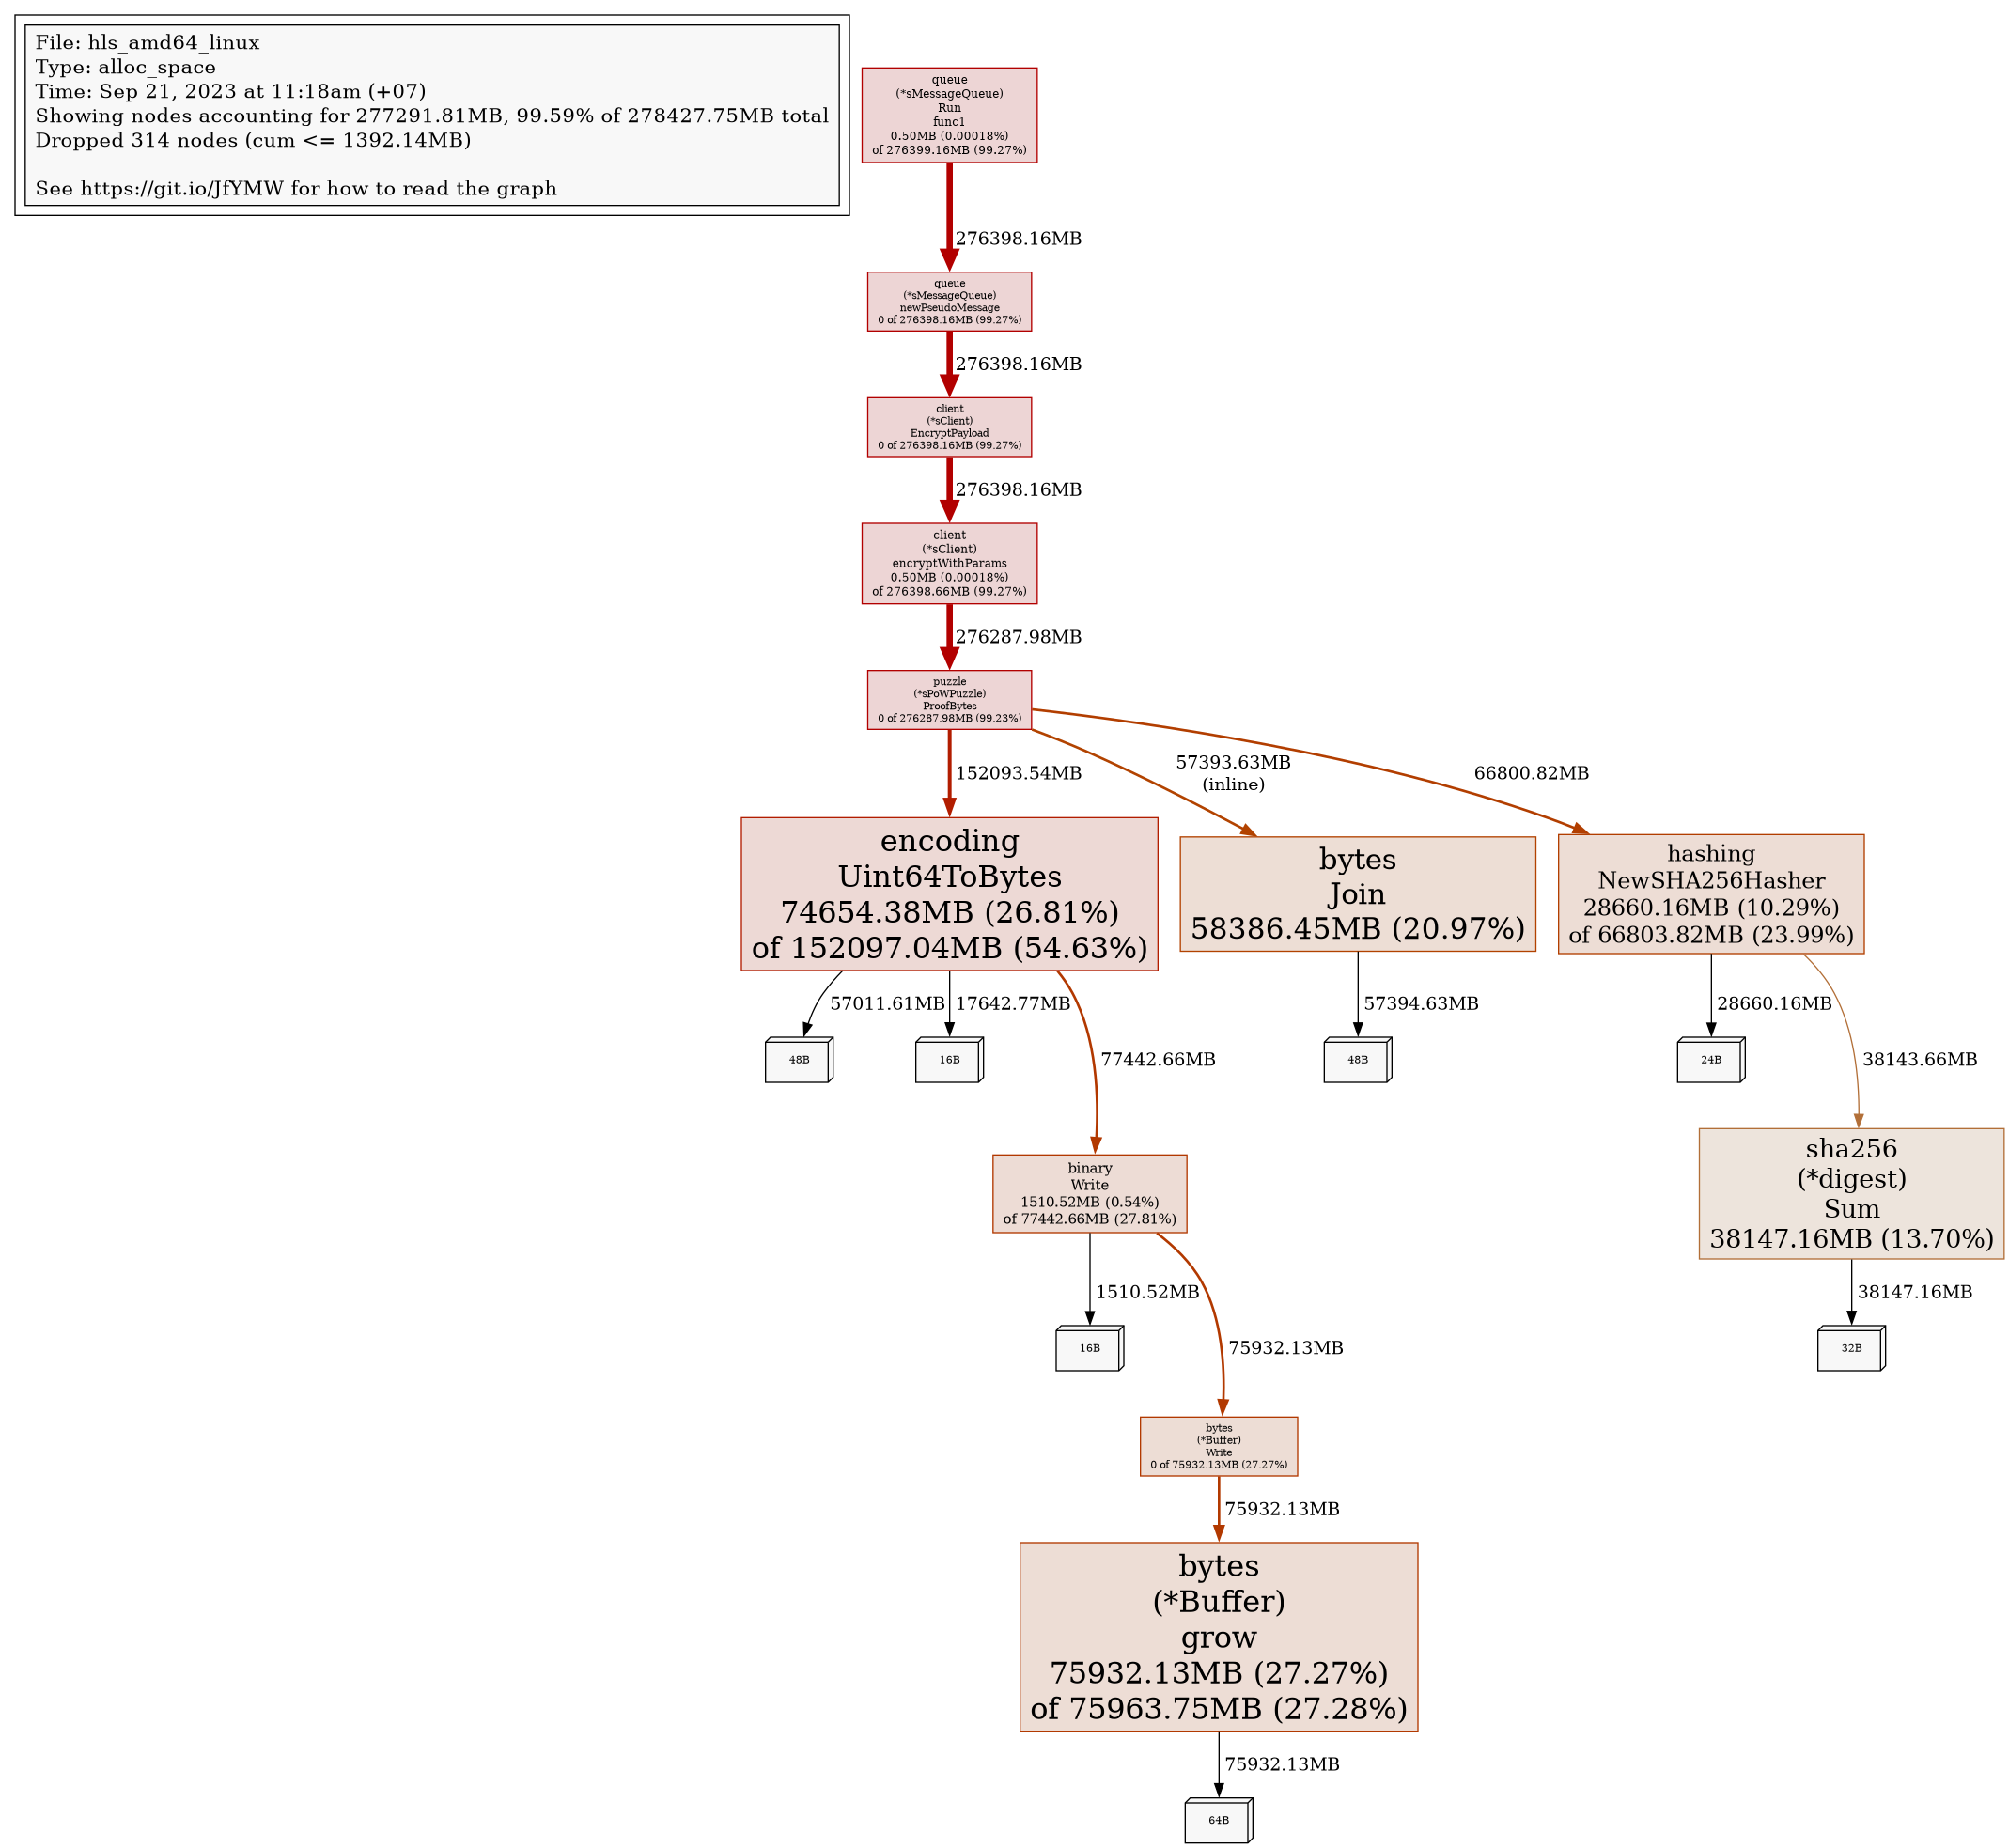 File: hls_amd64_linux
Type: alloc_space
Time: Sep 21, 2023 at 11:18am (+07)
Showing nodes accounting for 277291.81MB, 99.59% of 278427.75MB total
Dropped 314 nodes (cum <= 1392.14MB)
See https://git.io/JfYMW for how to read the graph
queue
(*sMessageQueue)
Run
func1
0.50MB (0.00018%)
of 276399.16MB (99.27%)
276398.16MB
queue
(*sMessageQueue)
newPseudoMessage
0 of 276398.16MB (99.27%)
276398.16MB
client
(*sClient)
EncryptPayload
0 of 276398.16MB (99.27%)
276398.16MB
client
(*sClient)
encryptWithParams
0.50MB (0.00018%)
of 276398.66MB (99.27%)
276287.98MB
puzzle
(*sPoWPuzzle)
ProofBytes
0 of 276287.98MB (99.23%)
152093.54MB
57393.63MB
(inline)
66800.82MB
encoding
Uint64ToBytes
74654.38MB (26.81%)
of 152097.04MB (54.63%)
bytes
Join
58386.45MB (20.97%)
hashing
NewSHA256Hasher
28660.16MB (10.29%)
of 66803.82MB (23.99%)
57011.61MB
17642.77MB
77442.66MB
57394.63MB
28660.16MB
38143.66MB
48B
16B
48B
24B
binary
Write
1510.52MB (0.54%)
of 77442.66MB (27.81%)
sha256
(*digest)
Sum
38147.16MB (13.70%)
1510.52MB
75932.13MB
38147.16MB
16B
32B
bytes
(*Buffer)
Write
0 of 75932.13MB (27.27%)
75932.13MB
bytes
(*Buffer)
grow
75932.13MB (27.27%)
of 75963.75MB (27.28%)
75932.13MB
64B